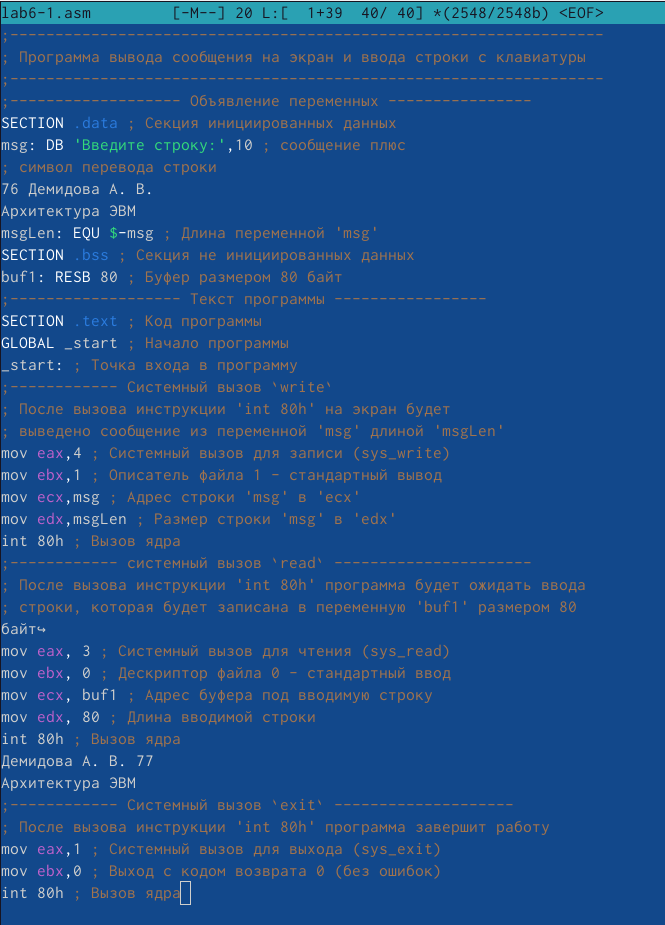 lab6-1.asm [-M--] 20 L:[ 1+39 40/ 40] *(2548/2548b) <EOF>
;------------------------------------------------------------------
; Программа вывода сообщения на экран и ввода строки с клавиатуры
;------------------------------------------------------------------
;------------------- Объявление переменных ----------------
SECTION .data ; Секция инициированных данных
msg: DB 'Введите строку:',10 ; сообщение плюс
; символ перевода строки
76 Демидова А. В.
Архитектура ЭВМ
msgLen: EQU $-msg ; Длина переменной 'msg'
SECTION .bss ; Секция не инициированных данных
buf1: RESB 80 ; Буфер размером 80 байт
;------------------- Текст программы -----------------
SECTION .text ; Код программы
GLOBAL _start ; Начало программы
_start: ; Точка входа в программу
;------------ Системный вызов `write`
; После вызова инструкции 'int 80h' на экран будет
; выведено сообщение из переменной 'msg' длиной 'msgLen'
mov eax,4 ; Системный вызов для записи (sys_write)
mov ebx,1 ; Описатель файла 1 - стандартный вывод
mov ecx,msg ; Адрес строки 'msg' в 'ecx'
mov edx,msgLen ; Размер строки 'msg' в 'edx'
int 80h ; Вызов ядра
;------------ системный вызов `read` ----------------------
; После вызова инструкции 'int 80h' программа будет ожидать ввода
; строки, которая будет записана в переменную 'buf1' размером 80
байт↪
mov eax, 3 ; Системный вызов для чтения (sys_read)
mov ebx, 0 ; Дескриптор файла 0 - стандартный ввод
mov ecx, buf1 ; Адрес буфера под вводимую строку
mov edx, 80 ; Длина вводимой строки
int 80h ; Вызов ядра
Демидова А. В. 77
Архитектура ЭВМ
;------------ Системный вызов `exit` --------------------
; После вызова инструкции 'int 80h' программа завершит работу
mov eax,1 ; Системный вызов для выхода (sys_exit)
mov ebx,0 ; Выход с кодом возврата 0 (без ошибок)
int 80h ; Вызов ядра